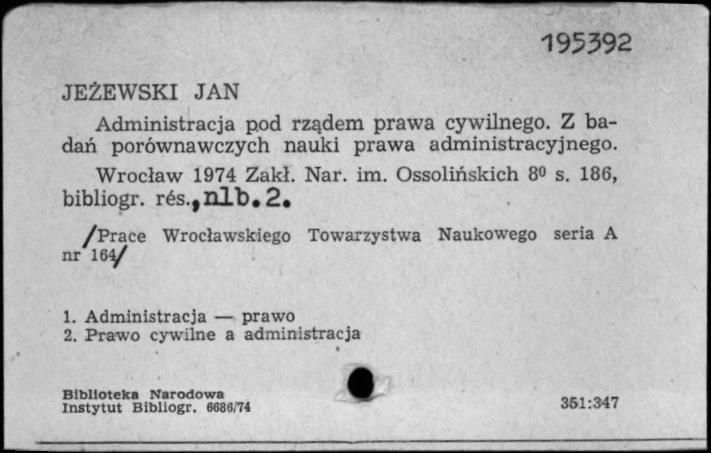 195392
JEŻEWSKI JAN
Administracja pod rządem prawa cywilnego. Z ba-
dań porównawczych nauki prawa administracyjnego.
Wrocław 1974 Zakł. Nar. im. Ossolińskich 8⁰ s. 186,
bibliogr. rés., nlb. 2.
/Prace Wrocławskiego Towarzystwa Naukowego seria A
nr 164/
1. Administracja — prawo
2. Prawo cywilne a administracja
Biblioteka Narodowa
Instytut Bibliogr. 6686/74
351:347